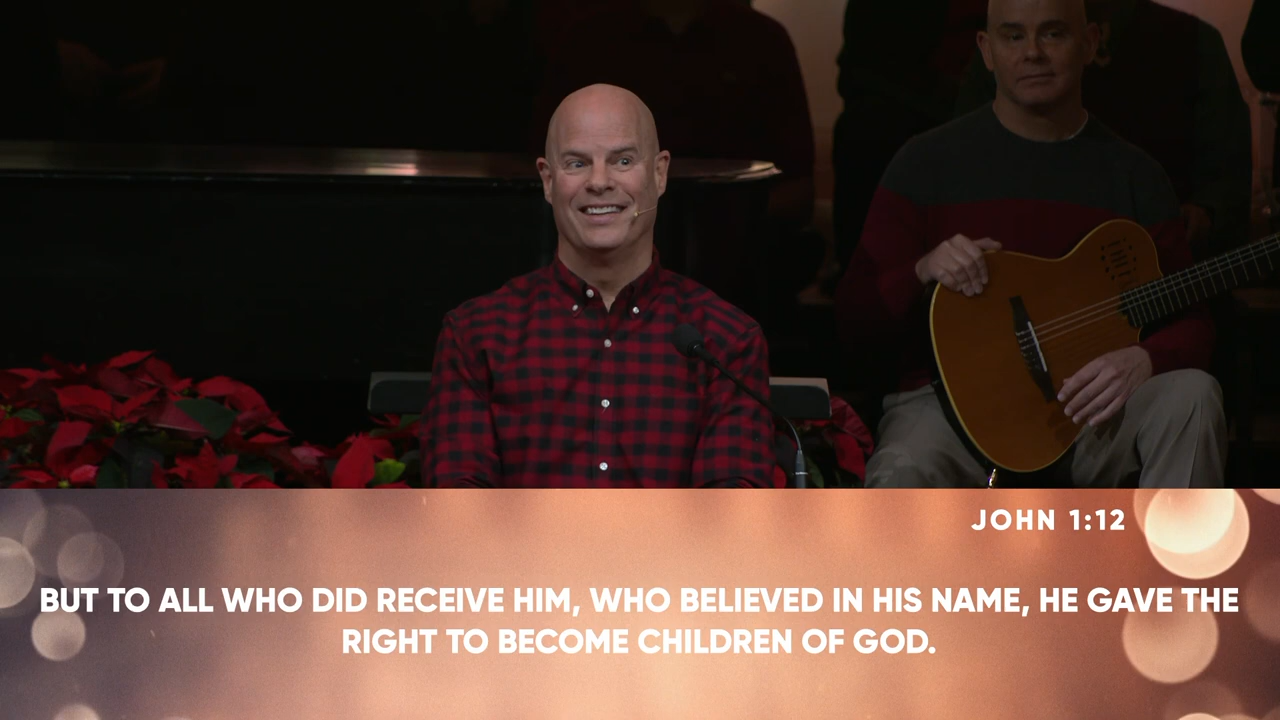 JOHN 1:12
BUT TO ALL WHO DID RECEIVE HIM, WHO BELIEVED IN HIS NAME, HE GAVE THE
RIGHT TO BECOME CHILDREN OF GOD.